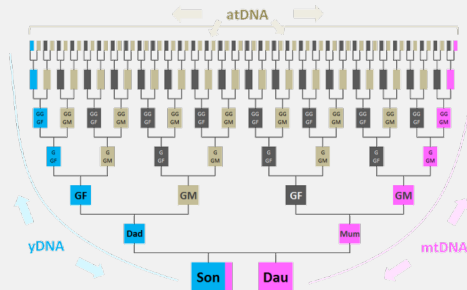 atDNA
GG GG GG GG GG GG GG GG GG GG GG GG GG GG GG GG
GF GM GF GM GF GM GF GM GF GM GF GM GF GM GF GM
G G G G G G G G
GF GM GF GM GF GM GF GM
GF GM GF GM
Dad Mum
yDNA mtDNA
Son Dau